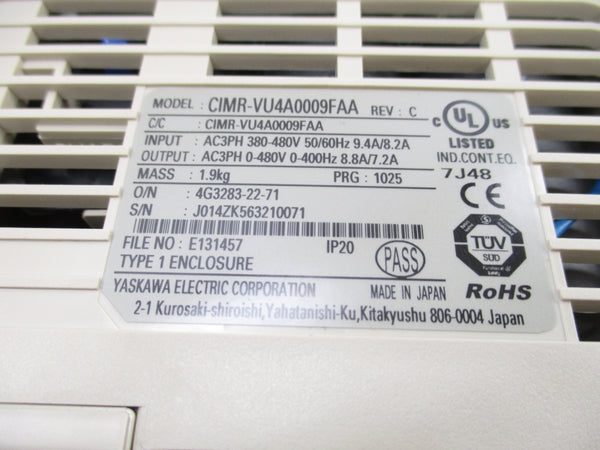 MODEL : CIMR-VU4A0009FAA REV : C
C/C : CIMR-VU4A0009FAA
INPUT : AC3PH 380-480V 50/60Hz 9.4A/8.2A
OUTPUT : AC3PH 0-480V 0-400Hz 8.8A/7.2A
MASS : 1.9kg PRG : 1025
O/N : 4G3283-22-71
S/N : J014ZK563210071
FILE NO : E131457 IP20
TYPE 1 ENCLOSURE
PASS
YASKAWA ELECTRIC CORPORATION MADE IN JAPAN
2-1 Kurosaki-shiroishi,Yahatanishi-Ku,Kitakyushu 806-0004 Japan
C UL US
LISTED
IND.CONT.EQ.
7J48
CE
TÜV
SÜD
RoHS